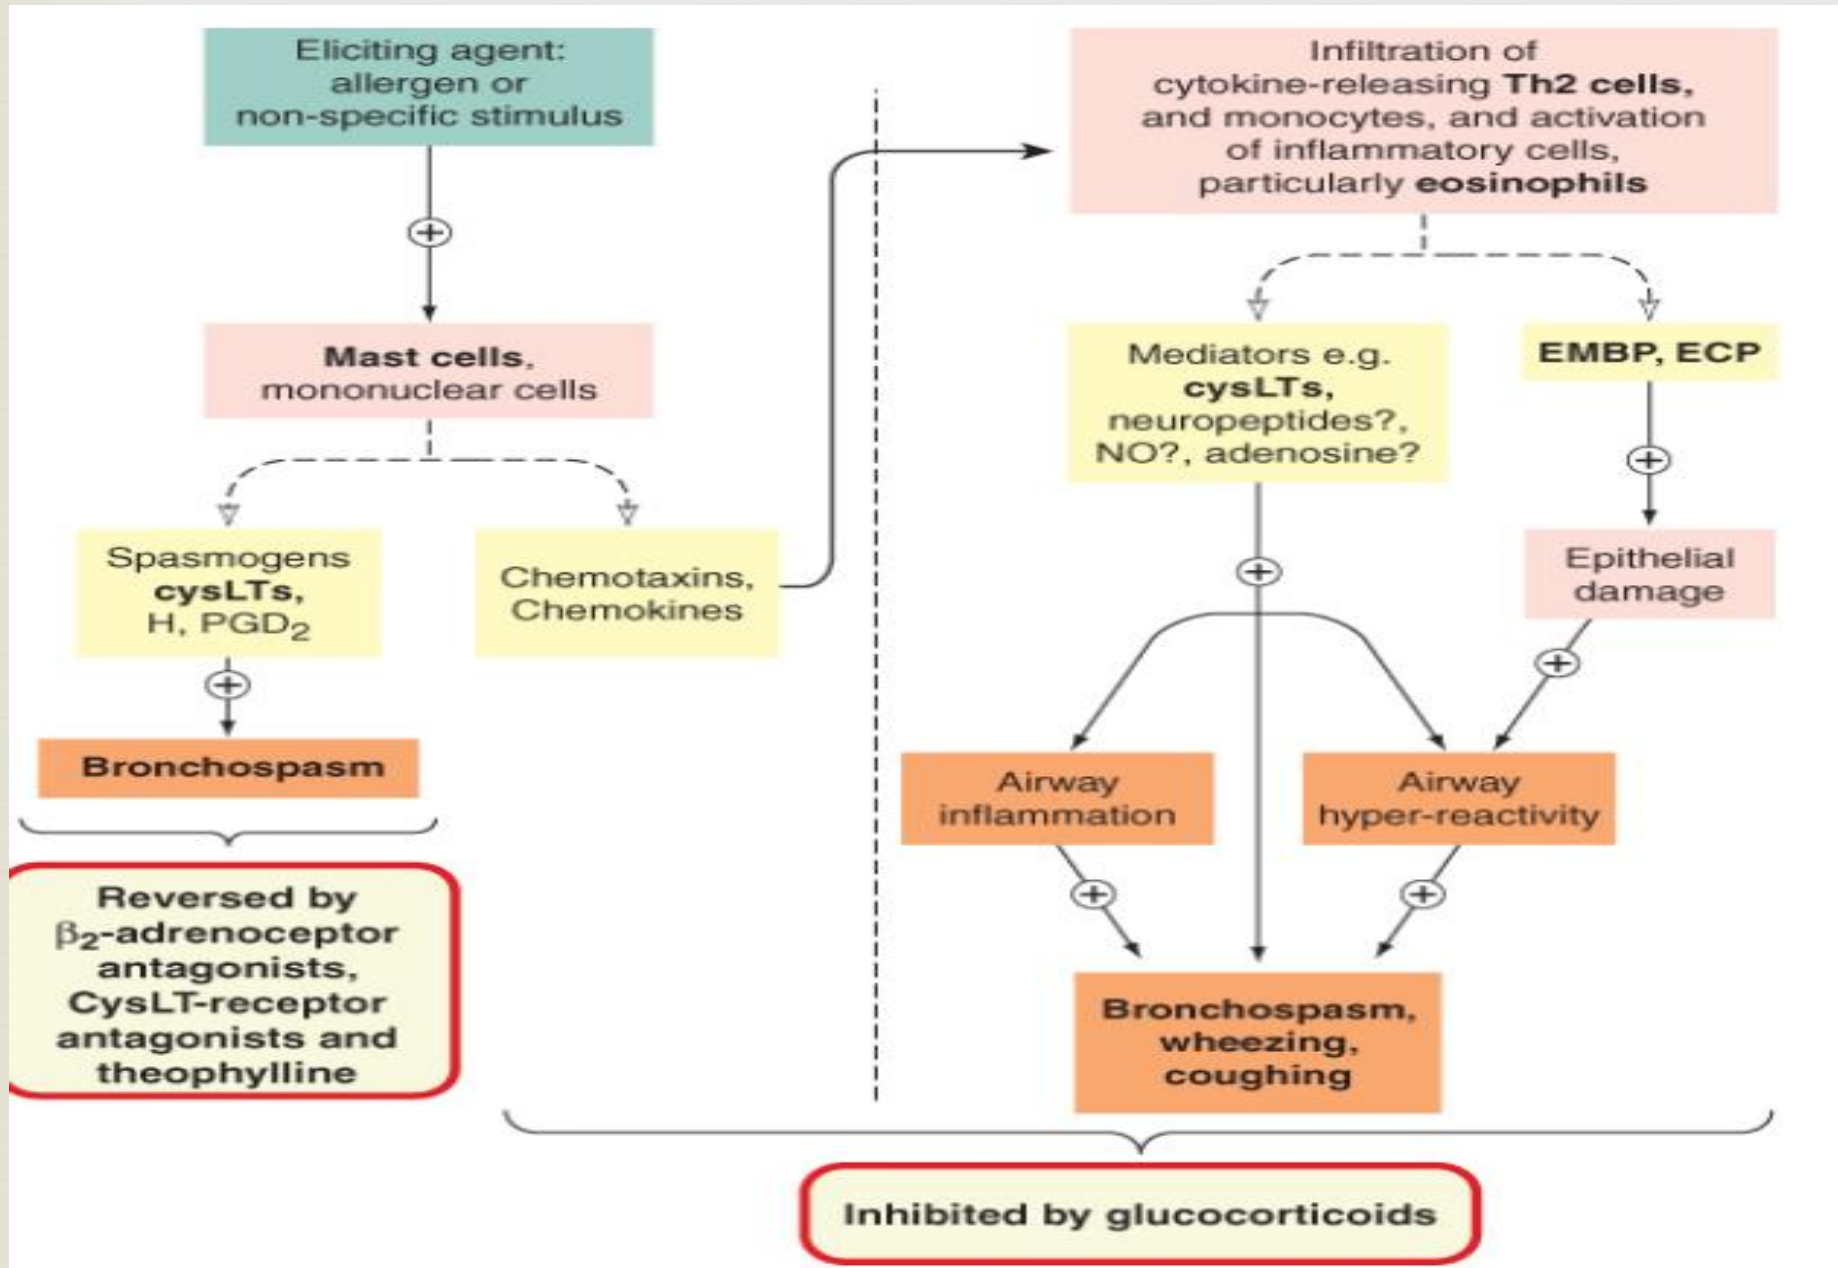 Eliciting agent:
allergen or
non-specific stimulus
+
Mast cells,
mononuclear cells
Spasmogens
cysLTs,
H, PGD2
+
Bronchospasm
Reversed by
β2-adrenoceptor
antagonists,
CysLT-receptor
antagonists and
theophylline
Chemotaxins,
Chemokines
Infiltration of
cytokine-releasing Th2 cells,
and monocytes, and activation
of inflammatory cells,
particularly eosinophils
Mediators e.g.
cysLTs,
neuropeptides?,
NO?, adenosine?
EMBP, ECP
+
+
Epithelial
damage
+
Airway
inflammation
Airway
hyper-reactivity
+
+
Bronchospasm,
wheezing,
coughing
Inhibited by glucocorticoids